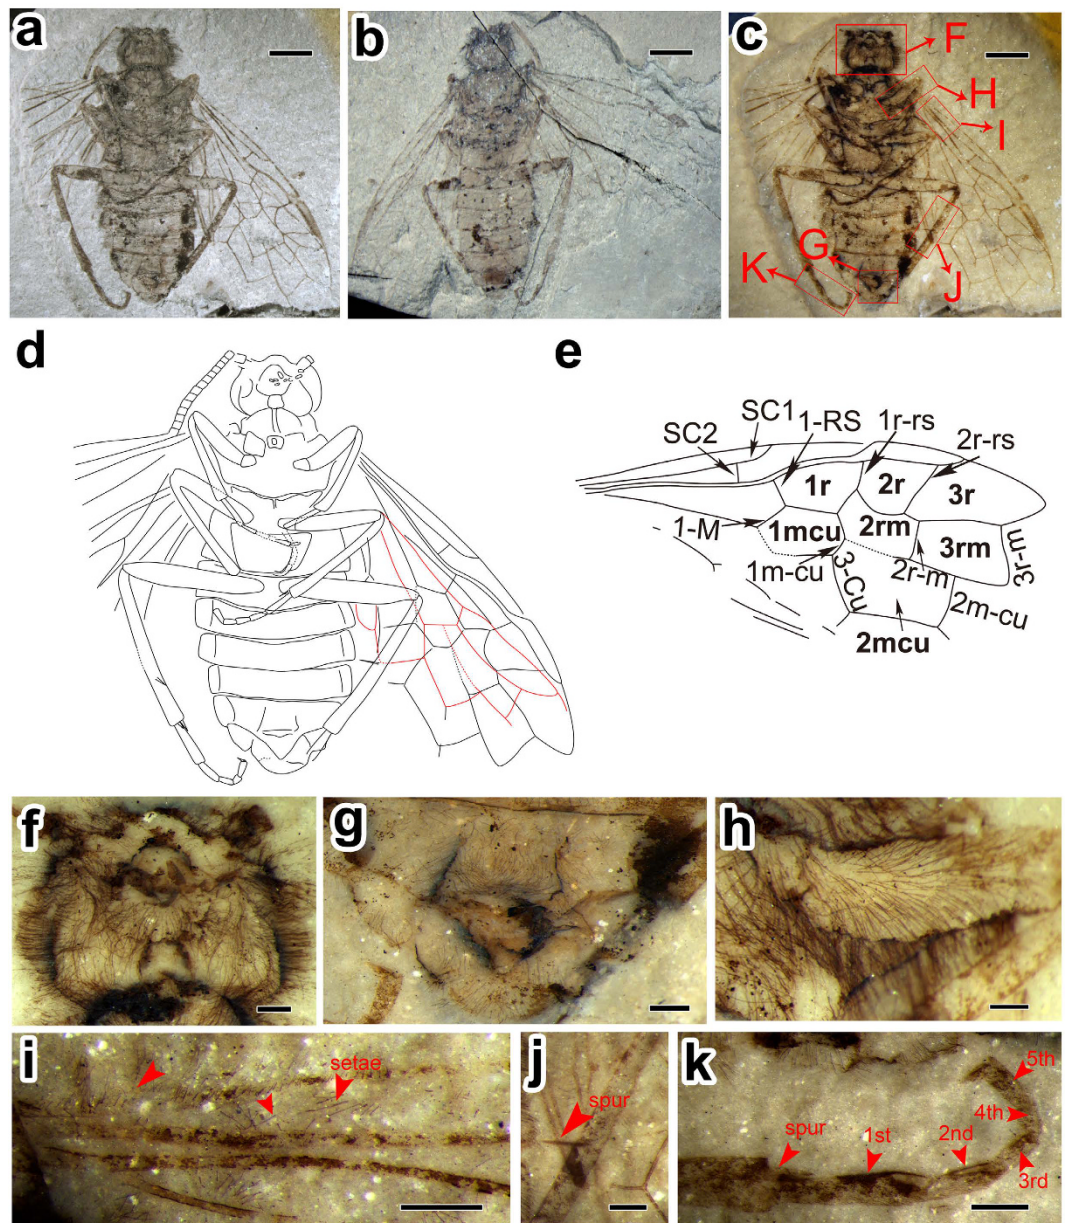 a
b
c
F
H
I
G
K
J
d
e
SC1
1-RS
1r-rs
SC2
2r-rs
1r
2r
3r
1-M
1mcu
2rm
3rm
3r-m
1m-cu
3-Cu
2r-m
2m-cu
2mcu
f
g
h
i
setae
j
spur
k
5th
4th
spur
1st
2nd
3rd